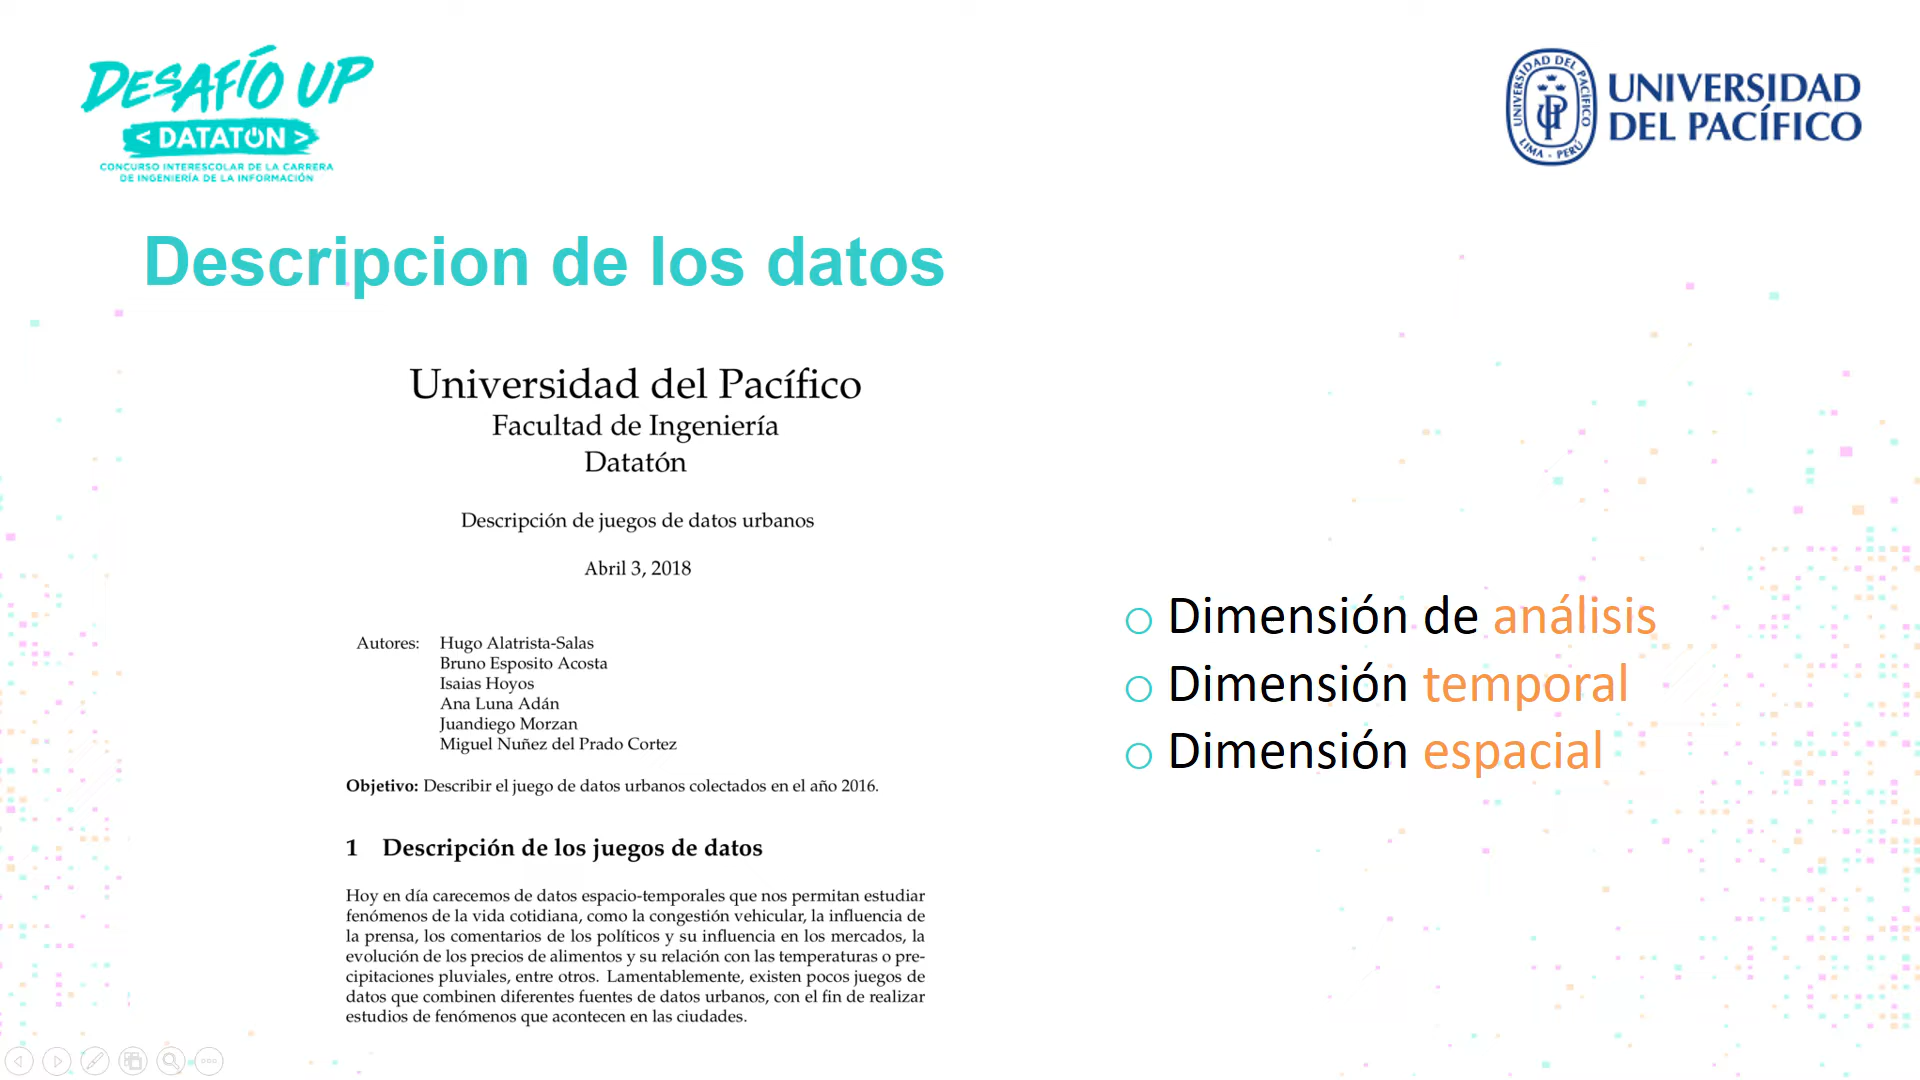 DESAFÍO UP
< DATATÓN >
CONCURSO INTERESCOLAR DE LA CARRERA
DE INGENIERÍA DE LA INFORMACIÓN
UNIVERSIDAD DEL PACÍFICO
LIMA - PERÚ
UNIVERSIDAD
DEL PACÍFICO
Descripcion de los datos
Universidad del Pacífico
Facultad de Ingeniería
Datatón
Descripción de juegos de datos urbanos
Abril 3, 2018
Autores: Hugo Alatrista-Salas
Bruno Esposito Acosta
Isaias Hoyos
Ana Luna Adán
Juandiego Morzan
Miguel Nuñez del Prado Cortez
Objetivo: Describir el juego de datos urbanos colectados en el año 2016.
1 Descripción de los juegos de datos
Hoy en día carecemos de datos espacio-temporales que nos permitan estudiar
fenómenos de la vida cotidiana, como la congestión vehicular, la influencia de
la prensa, los comentarios de los políticos y su influencia en los mercados, la
evolución de los precios de alimentos y su relación con las temperaturas o pre-
cipitaciones pluviales, entre otros. Lamentablemente, existen pocos juegos de
datos que combinen diferentes fuentes de datos urbanos, con el fin de realizar
estudios de fenómenos que acontecen en las ciudades.
Dimensión de análisis
Dimensión temporal
Dimensión espacial